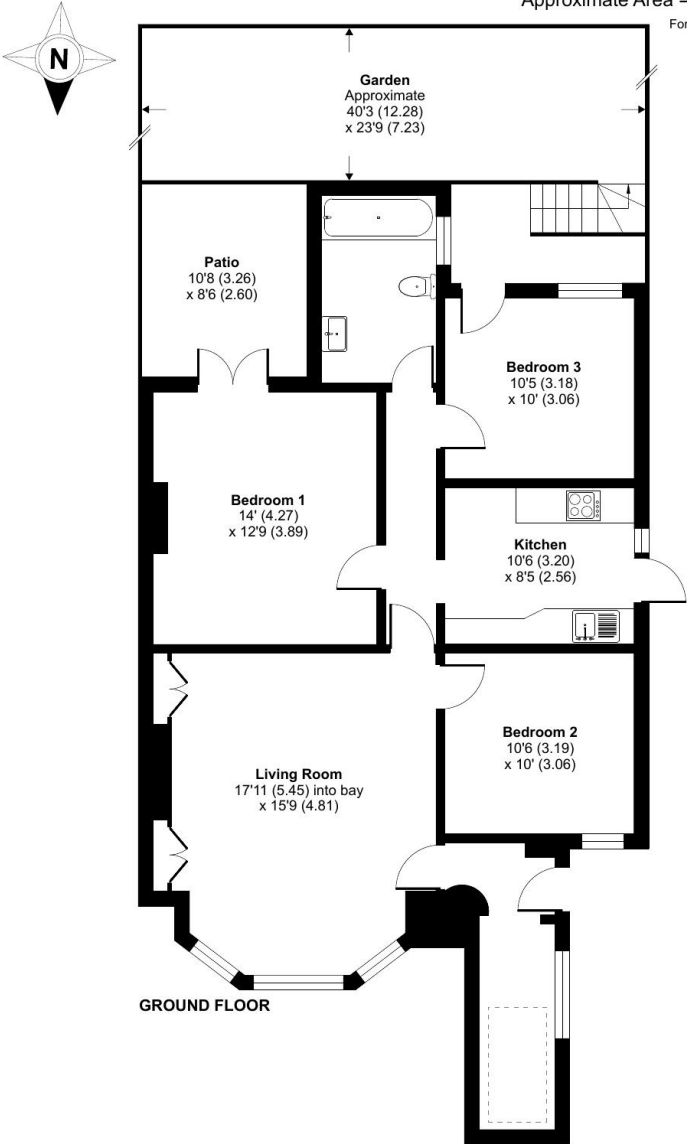 Approximate Area =
For
N
Garden
Approximate
40'3 (12.28)
x 23'9 (7.23)
Patio
10'8 (3.26)
x 8'6 (2.60)
Bedroom 3
10'5 (3.18)
x 10' (3.06)
Bedroom 1
14' (4.27)
x 12'9 (3.89)
Kitchen
10'6 (3.20)
x 8'5 (2.56)
Bedroom 2
10'6 (3.19)
x 10' (3.06)
Living Room
17'11 (5.45) into bay
x 15'9 (4.81)
GROUND FLOOR